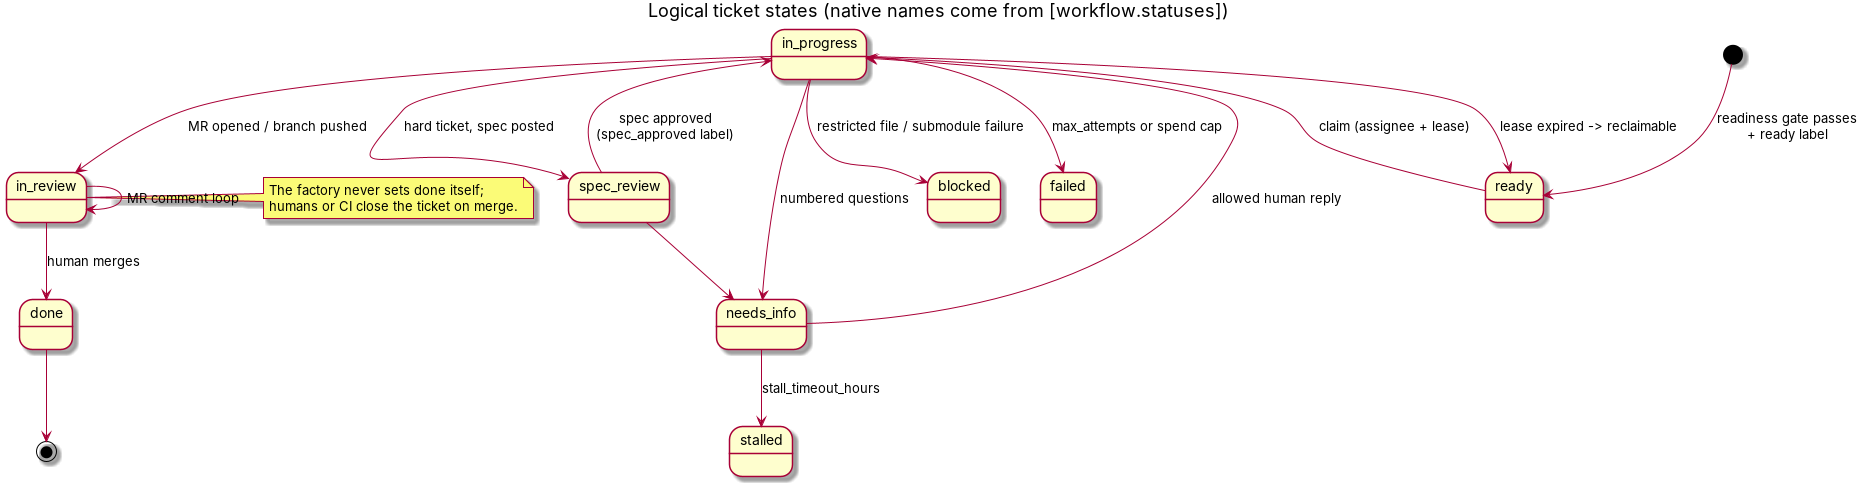 Logical ticket states (native names come from [workflow.statuses])
in_progress
MR opened / branch pushed
hard ticket, spec posted
spec approved
(spec_approved label)
restricted file / submodule failure
max_attempts or spend cap
claim (assignee + lease)
lease expired -> reclaimable
readiness gate passes
+ ready label
in_review
MR comment loop
The factory never sets done itself;
humans or CI close the ticket on merge.
spec_review
numbered questions
blocked
failed
allowed human reply
ready
human merges
done
needs_info
stall_timeout_hours
stalled